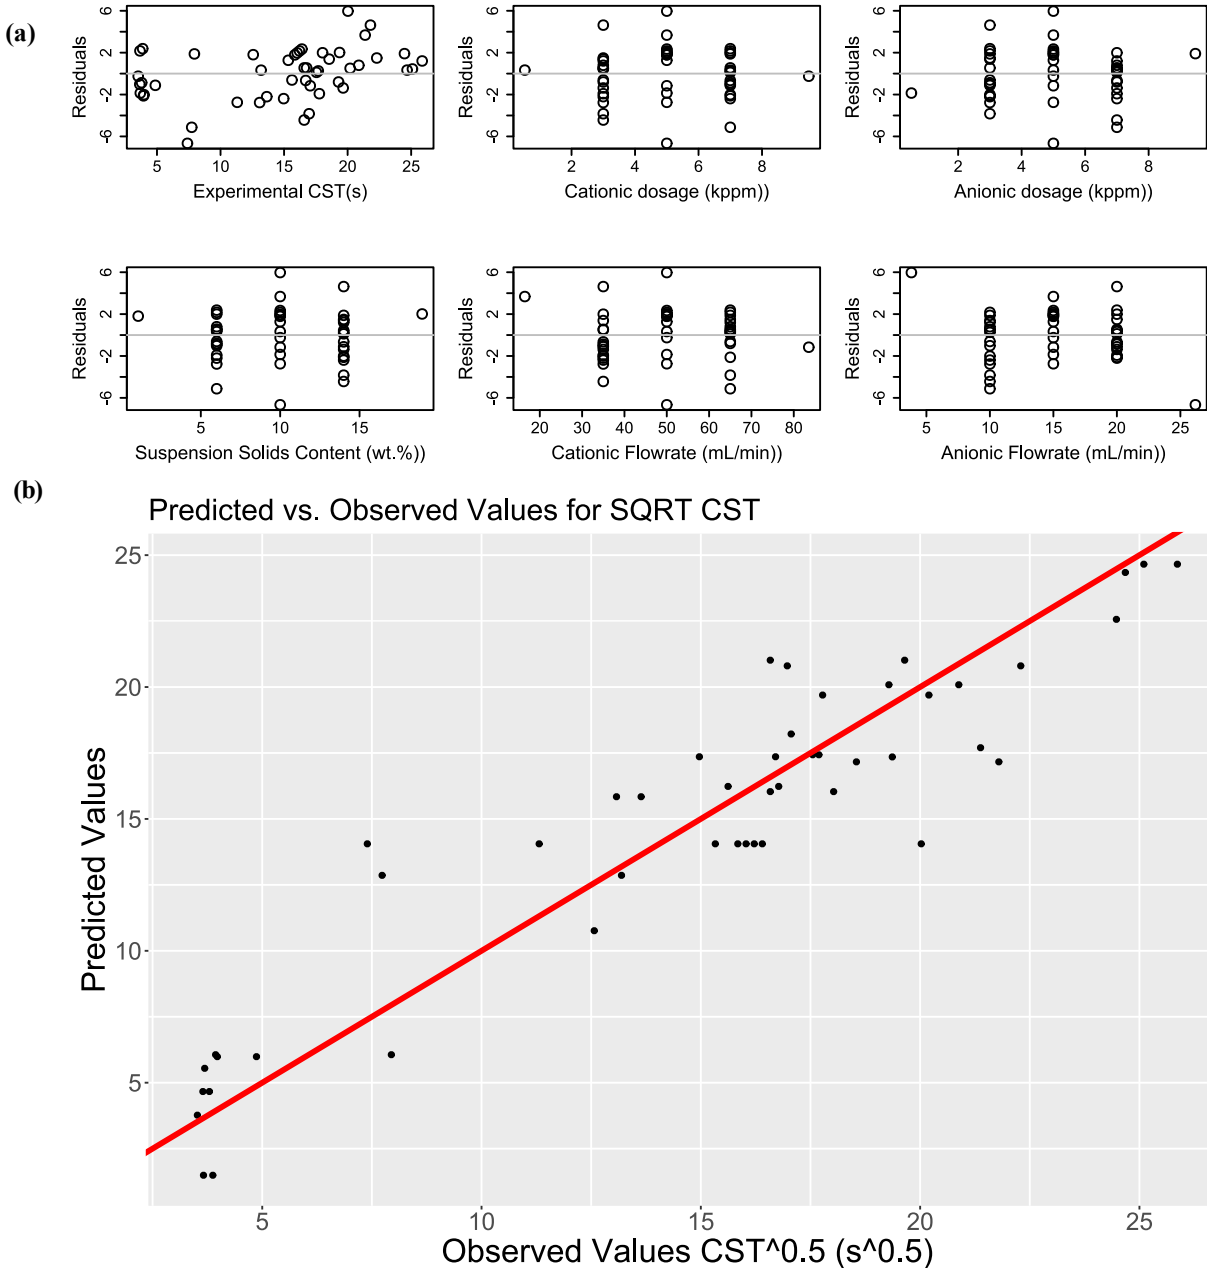 (a)
Residuals
6
2
-2
-6
5 10 15 20 25
Experimental CST(s)
Residuals
6
2
-2
-6
2 4 6 8
Cationic dosage (kppm))
Residuals
6
2
-2
-6
2 4 6 8
Anionic dosage (kppm))
Residuals
6
2
-2
-6
5 10 15
Suspension Solids Content (wt.%))
Residuals
6
2
-2
-6
20 30 40 50 60 70 80
Cationic Flowrate (mL/min))
Residuals
6
2
-2
-6
5 10 15 20 25
Anionic Flowrate (mL/min))
(b)
Predicted vs. Observed Values for SQRT CST
Predicted Values
25
20
15
10
5
5 10 15 20 25
Observed Values CST^0.5 (s^0.5)